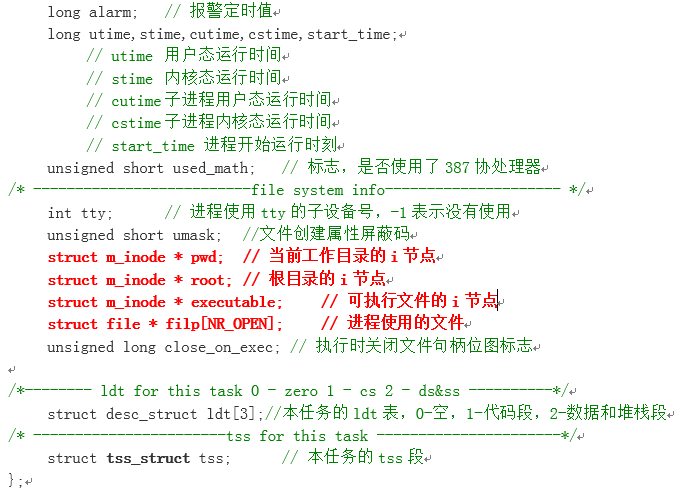 long alarm; // 报警定时值
long utime,stime,cutime,cstime,start_time;
// utime 用户态运行时间
// stime 内核态运行时间
// cutime子进程用户态运行时间
// cstime子进程内核态运行时间
// start_time 进程开始运行时刻
unsigned short used_math; // 标志，是否使用了 387 协处理器
/* --------------------------file system info--------------------- */
int tty; // 进程使用 tty 的子设备号，-1 表示没有使用
unsigned short umask; //文件创建属性屏蔽码
struct m_inode * pwd; // 当前工作目录的 i 节点
struct m_inode * root; // 根目录的 i 节点
struct m_inode * executable; // 可执行文件的 i 节点
struct file * filp[NR_OPEN]; // 进程使用的文件
unsigned long close_on_exec; // 执行时关闭文件句柄位图标志
/*-------- ldt for this task 0 - zero 1 - cs 2 - ds&ss ----------*/
struct desc_struct ldt[3];//本任务的 ldt 表，0-空，1-代码段，2-数据和堆栈段
/* -----------------------tss for this task ----------------------*/
struct tss_struct tss; // 本任务的 tss 段
};